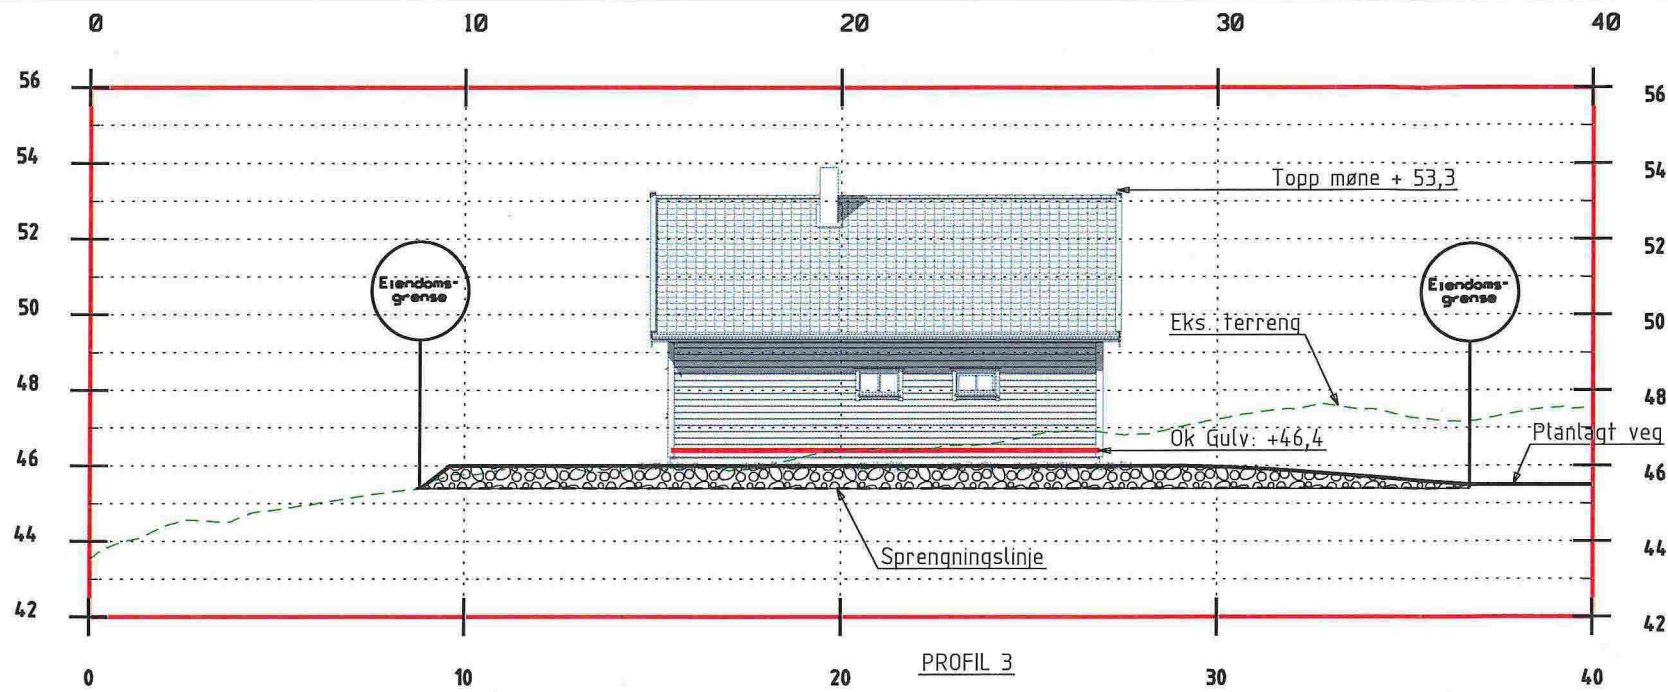 0 10 20 30 40
56 56
54 54
Topp møne + 53,3
52 52
Eiendoms-
grense
Eiendoms-
grense
50 50
Eks. terreng
48 48
Ok Gulv: +46,4
Planlagt veg
46 46
44 44
Sprengningslinje
42 42
PROFIL 3
0 10 20 30 40